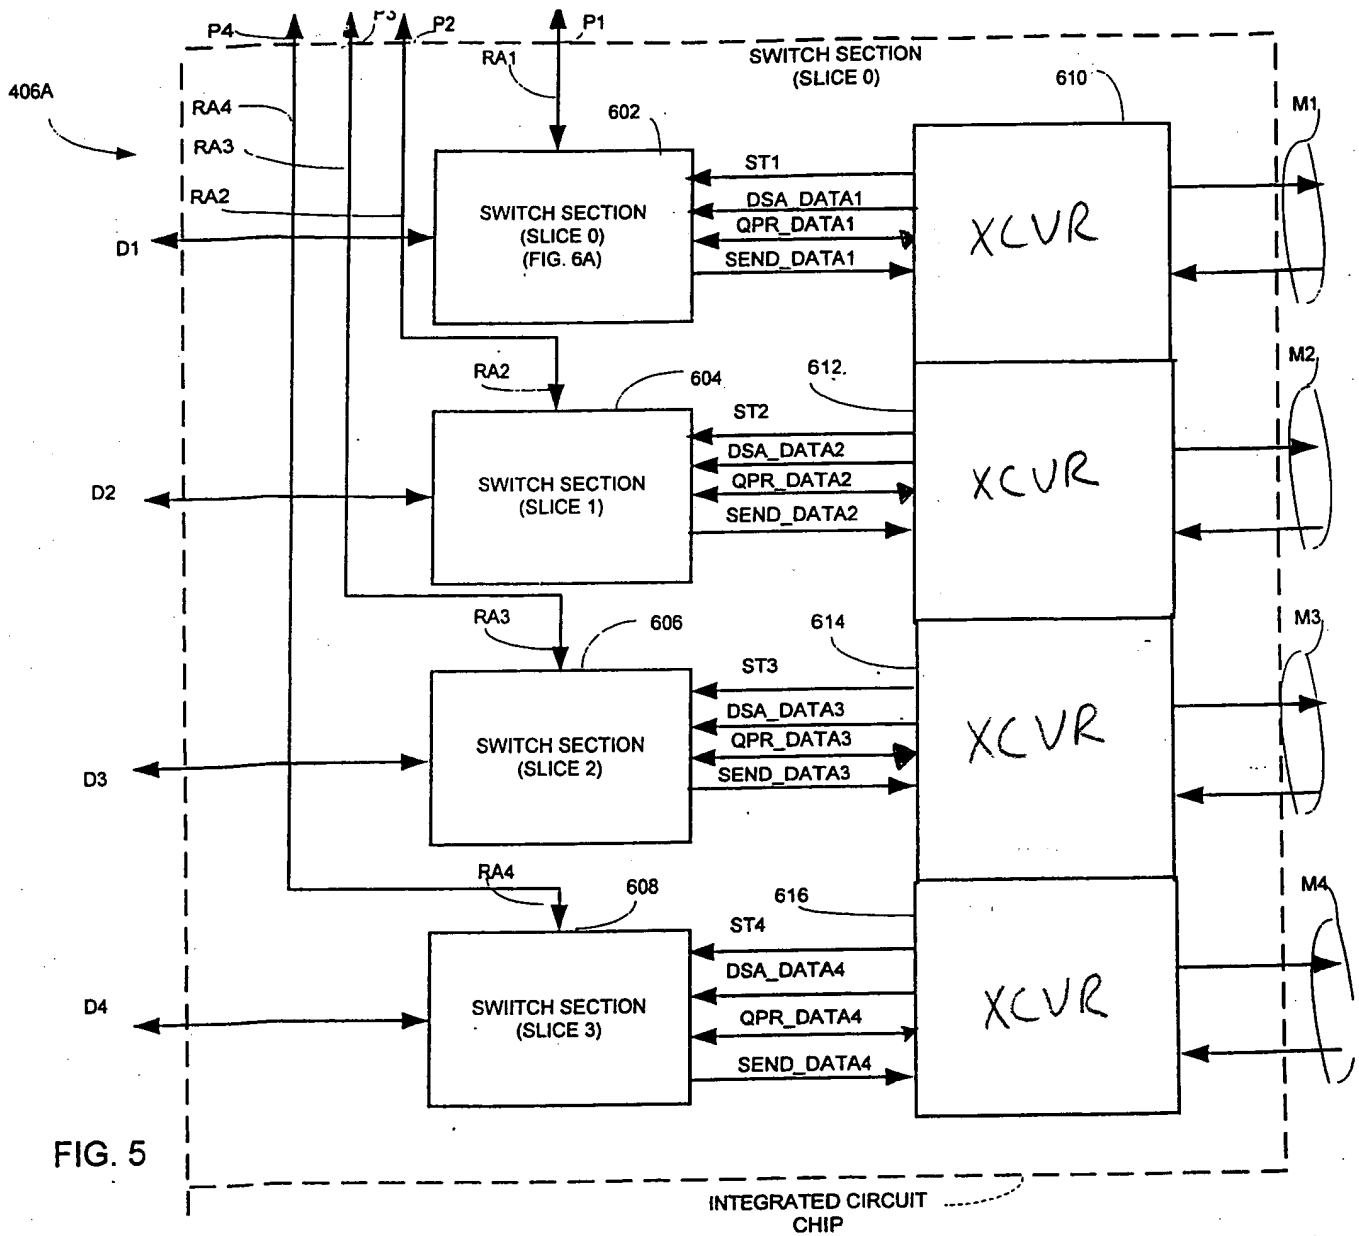 P4
P3
P2
P1
SWITCH SECTION
(SLICE 0)
406A
RA4
RA3
RA2
RA1
602
610
M1
ST1
DSA_DATA1
QPR_DATA1
SEND_DATA1
SWITCH SECTION
(SLICE 0)
(FIG. 6A)
XCVR
D1
RA2
604
612.
M2
ST2
DSA_DATA2
QPR_DATA2
SEND_DATA2
SWITCH SECTION
(SLICE 1)
XCVR
D2
RA3
606
614
M3
ST3
DSA_DATA3
QPR_DATA3
SEND_DATA3
SWITCH SECTION
(SLICE 2)
XCVR
D3
RA4
608
616
M4
ST4
DSA_DATA4
QPR_DATA4
SEND_DATA4
SWIITCH SECTION
(SLICE 3)
XCVR
D4
FIG. 5
INTEGRATED CIRCUIT
CHIP